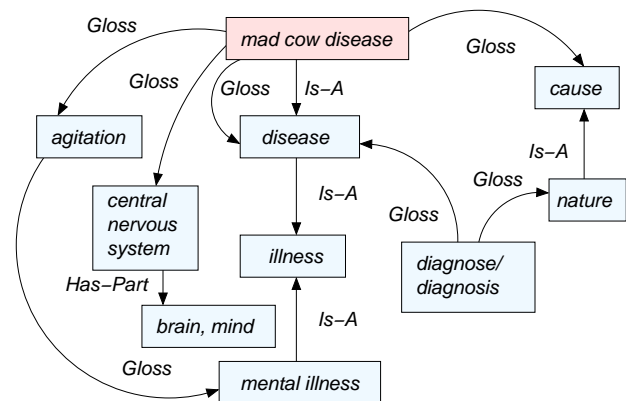 Gloss
mad cow disease
Gloss
Gloss
Gloss
Is-A
cause
agitation
disease
Is-A
Gloss
central
nervous
system
Is-A
Gloss
nature
illness
diagnose/
diagnosis
Has-Part
brain, mind
Is-A
Gloss
mental illness